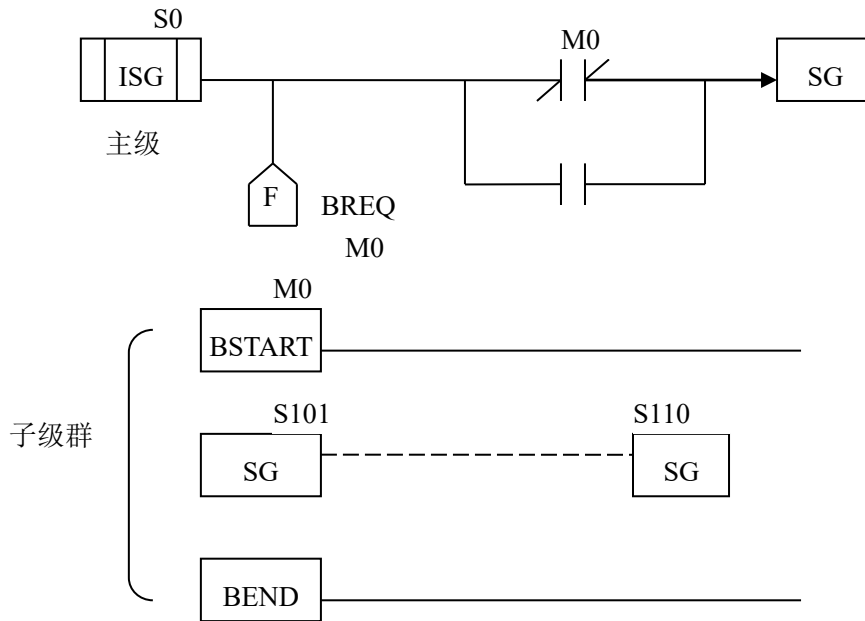 S0
ISG
M0
SG
主级
F
BREQ
M0
M0
BSTART
子级群
S101
S110
SG
SG
BEND